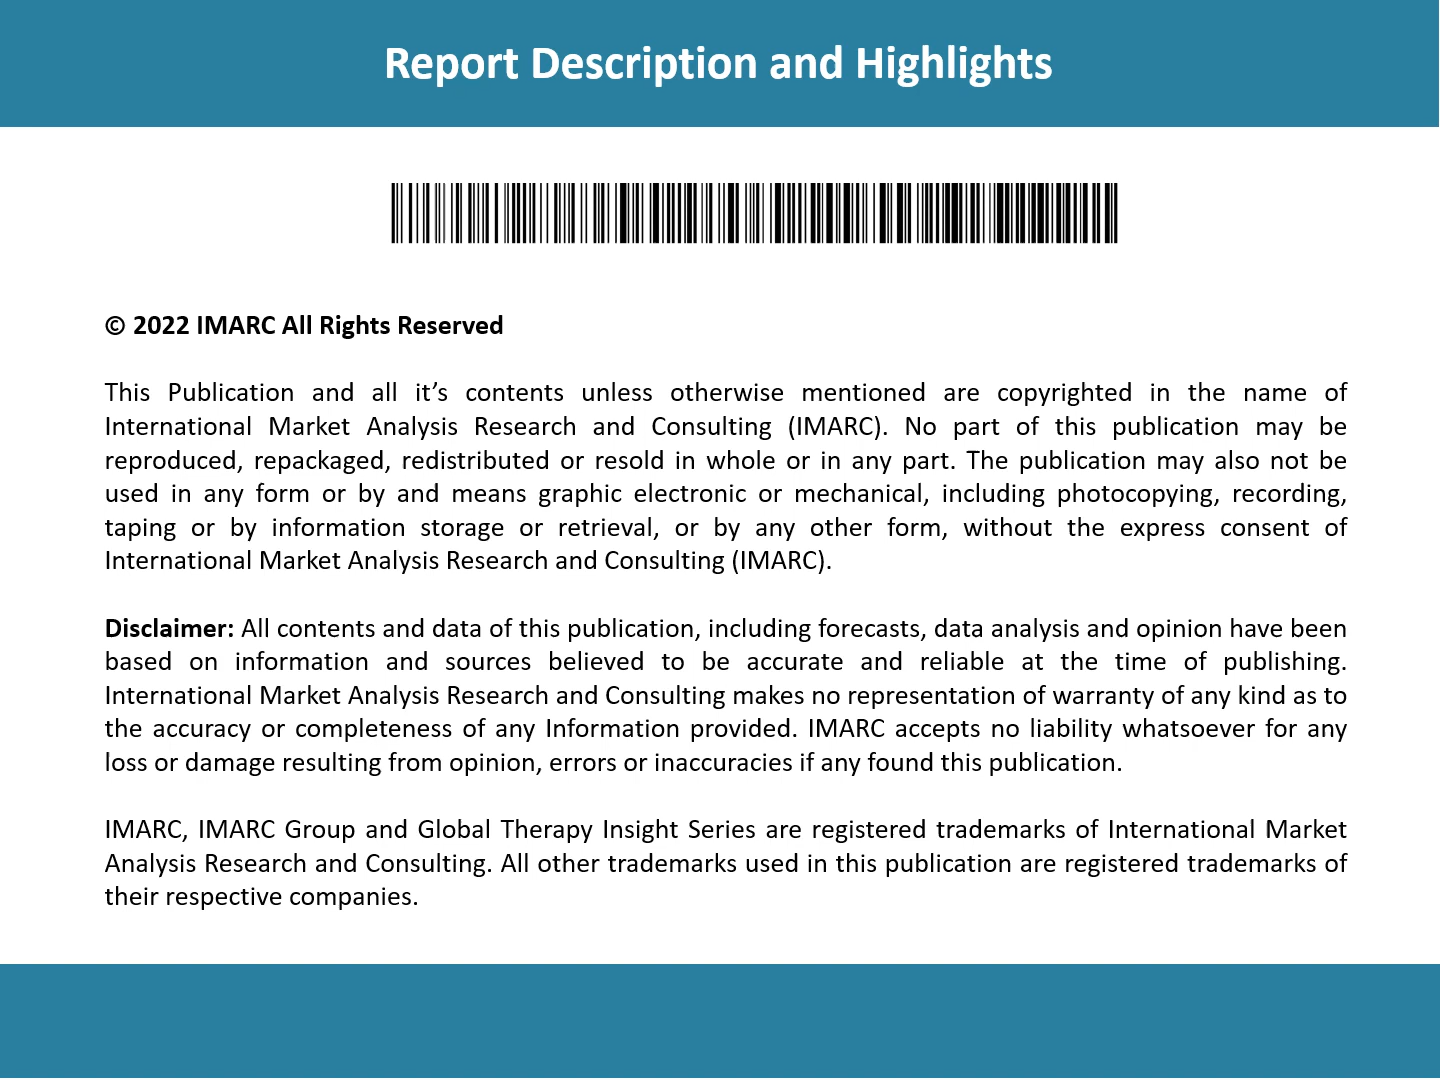 Report Description and Highlights
© 2022 IMARC All Rights Reserved
This Publication and all it’s contents unless otherwise mentioned are copyrighted in the name of
International Market Analysis Research and Consulting (IMARC). No part of this publication may be
reproduced, repackaged, redistributed or resold in whole or in any part. The publication may also not be
used in any form or by and means graphic electronic or mechanical, including photocopying, recording,
taping or by information storage or retrieval, or by any other form, without the express consent of
International Market Analysis Research and Consulting (IMARC).
Disclaimer: All contents and data of this publication, including forecasts, data analysis and opinion have been
based on information and sources believed to be accurate and reliable at the time of publishing.
International Market Analysis Research and Consulting makes no representation of warranty of any kind as to
the accuracy or completeness of any Information provided. IMARC accepts no liability whatsoever for any
loss or damage resulting from opinion, errors or inaccuracies if any found this publication.
IMARC, IMARC Group and Global Therapy Insight Series are registered trademarks of International Market
Analysis Research and Consulting. All other trademarks used in this publication are registered trademarks of
their respective companies.